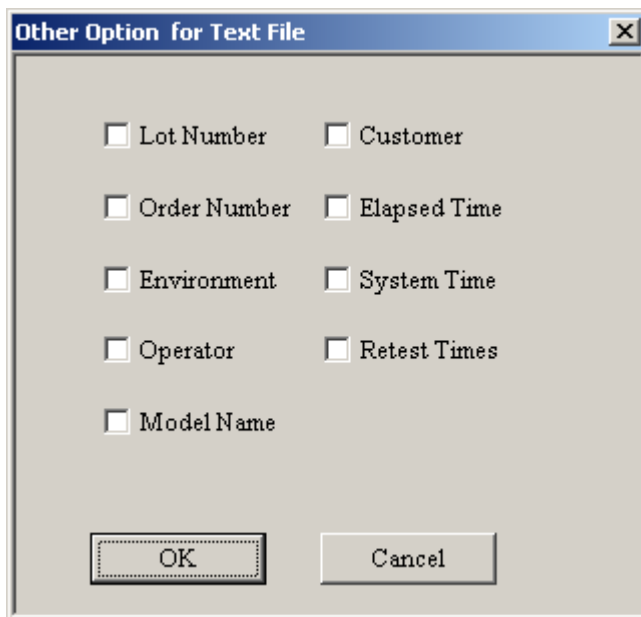 Other Option for Text File
Lot Number Customer
Order Number Elapsed Time
Environment System Time
Operator Retest Times
Model Name
OK Cancel